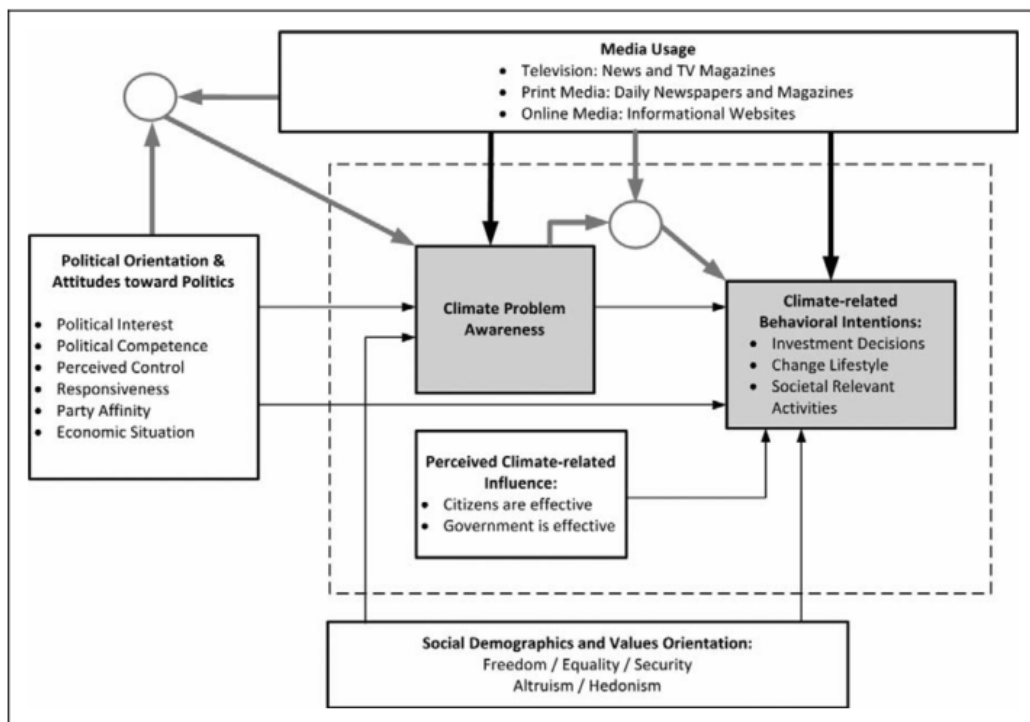 Media Usage
• Television: News and TV Magazines
• Print Media: Daily Newspapers and Magazines
• Online Media: Informational Websites
Political Orientation &
Attitudes toward Politics
• Political Interest
• Political Competence
• Perceived Control
• Responsiveness
• Party Affinity
• Economic Situation
Climate Problem
Awareness
Climate-related
Behavioral Intentions:
• Investment Decisions
• Change Lifestyle
• Societal Relevant
Activities
Perceived Climate-related
Influence:
• Citizens are effective
• Government is effective
Social Demographics and Values Orientation:
Freedom / Equality / Security
Altruism / Hedonism